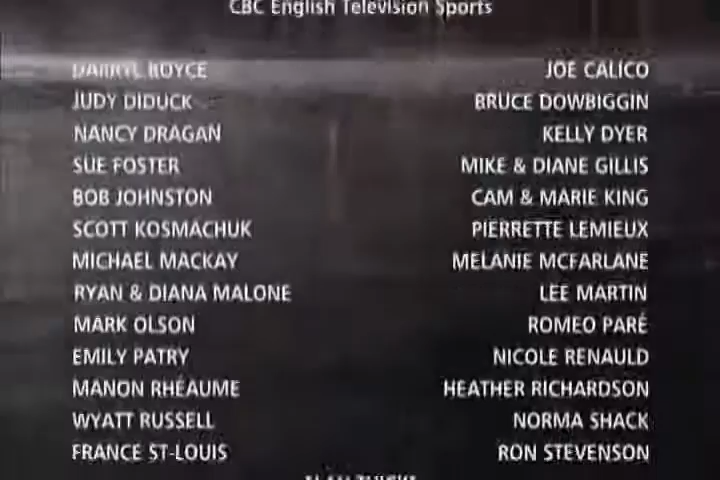 CBC English Television Sports
DARRYL BOYCE JOE CALICO
JUDY DIDUCK BRUCE DOWBIGGIN
NANCY DRAGAN KELLY DYER
SUE FOSTER MIKE & DIANE GILLIS
BOB JOHNSTON CAM & MARIE KING
SCOTT KOSMACHUK PIERRETTE LEMIEUX
MICHAEL MACKAY MELANIE MCFARLANE
RYAN & DIANA MALONE LEE MARTIN
MARK OLSON ROMEO PARÉ
EMILY PATRY NICOLE RENAULD
MANON RHÉAUME HEATHER RICHARDSON
WYATT RUSSELL NORMA SHACK
FRANCE ST-LOUIS RON STEVENSON